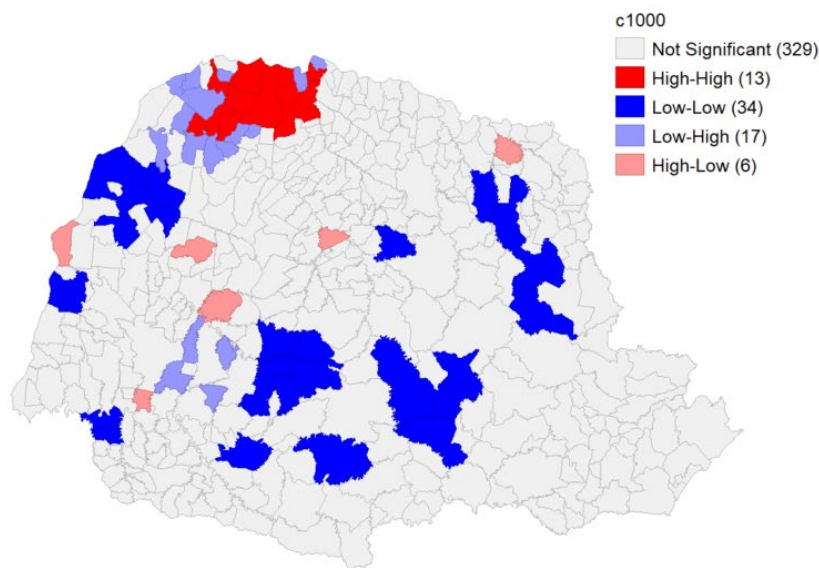 c1000
Not Significant (329)
High-High (13)
Low-Low (34)
Low-High (17)
High-Low (6)